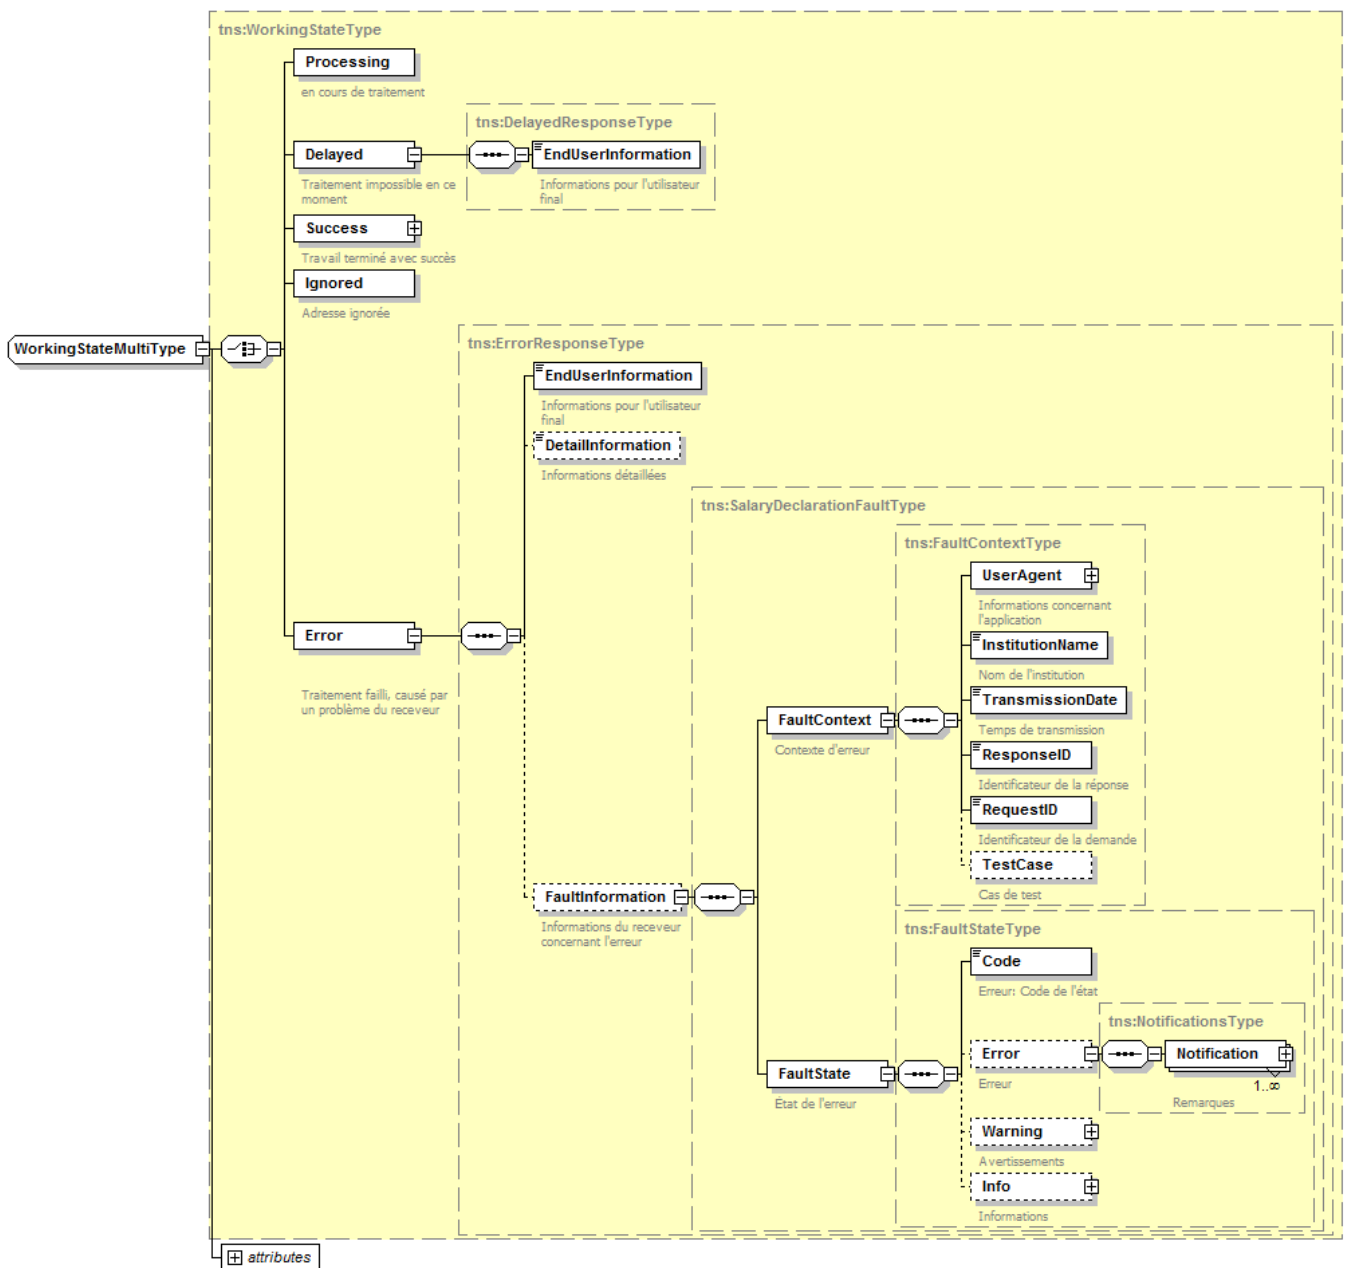 tns:WorkingStateType
Processing
en cours de traitement
tns:DelayedResponseType
Delayed
EndUserInformation
Traitement impossible en ce
moment
Informations pour l'utilisateur
final
Success
Travail terminé avec succès
Ignored
Adresse ignorée
WorkingStateMultiType
tns:ErrorResponseType
EndUserInformation
Informations pour l'utilisateur
final
DetailInformation
Informations détaillées
tns:SalaryDeclarationFaultType
tns:FaultContextType
UserAgent
Informations concernant
l'application
Error
Traitement failli, causé par
un problème du receveur
InstitutionName
Nom de l'institution
TransmissionDate
Temps de transmission
FaultContext
Contexte d'erreur
ResponseID
Identificateur de la réponse
RequestID
Identificateur de la demande
TestCase
Cas de test
FaultInformation
Informations du receveur
concernant l'erreur
tns:FaultStateType
Code
Erreur: Code de l'état
tns:NotificationsType
Error
Erreur
Notification
1..∞
Remarques
FaultState
État de l'erreur
Warning
Avertissements
Info
Informations
attributes